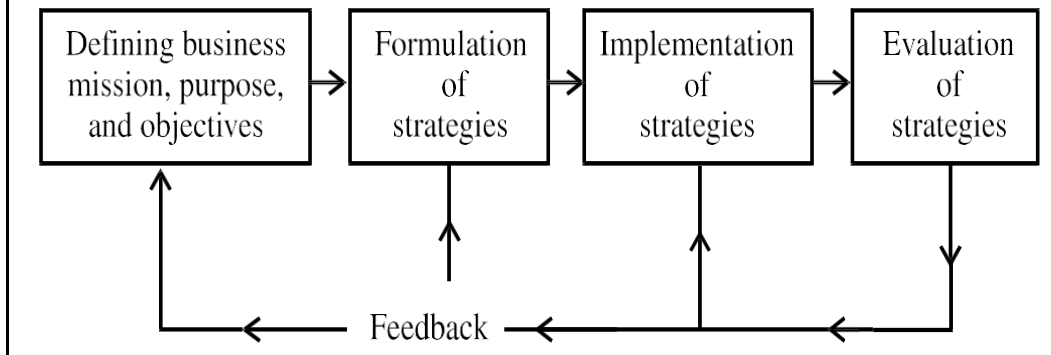 Defining business
mission, purpose,
and objectives
Formulation
of
strategies
Implementation
of
strategies
Evaluation
of
strategies
Feedback